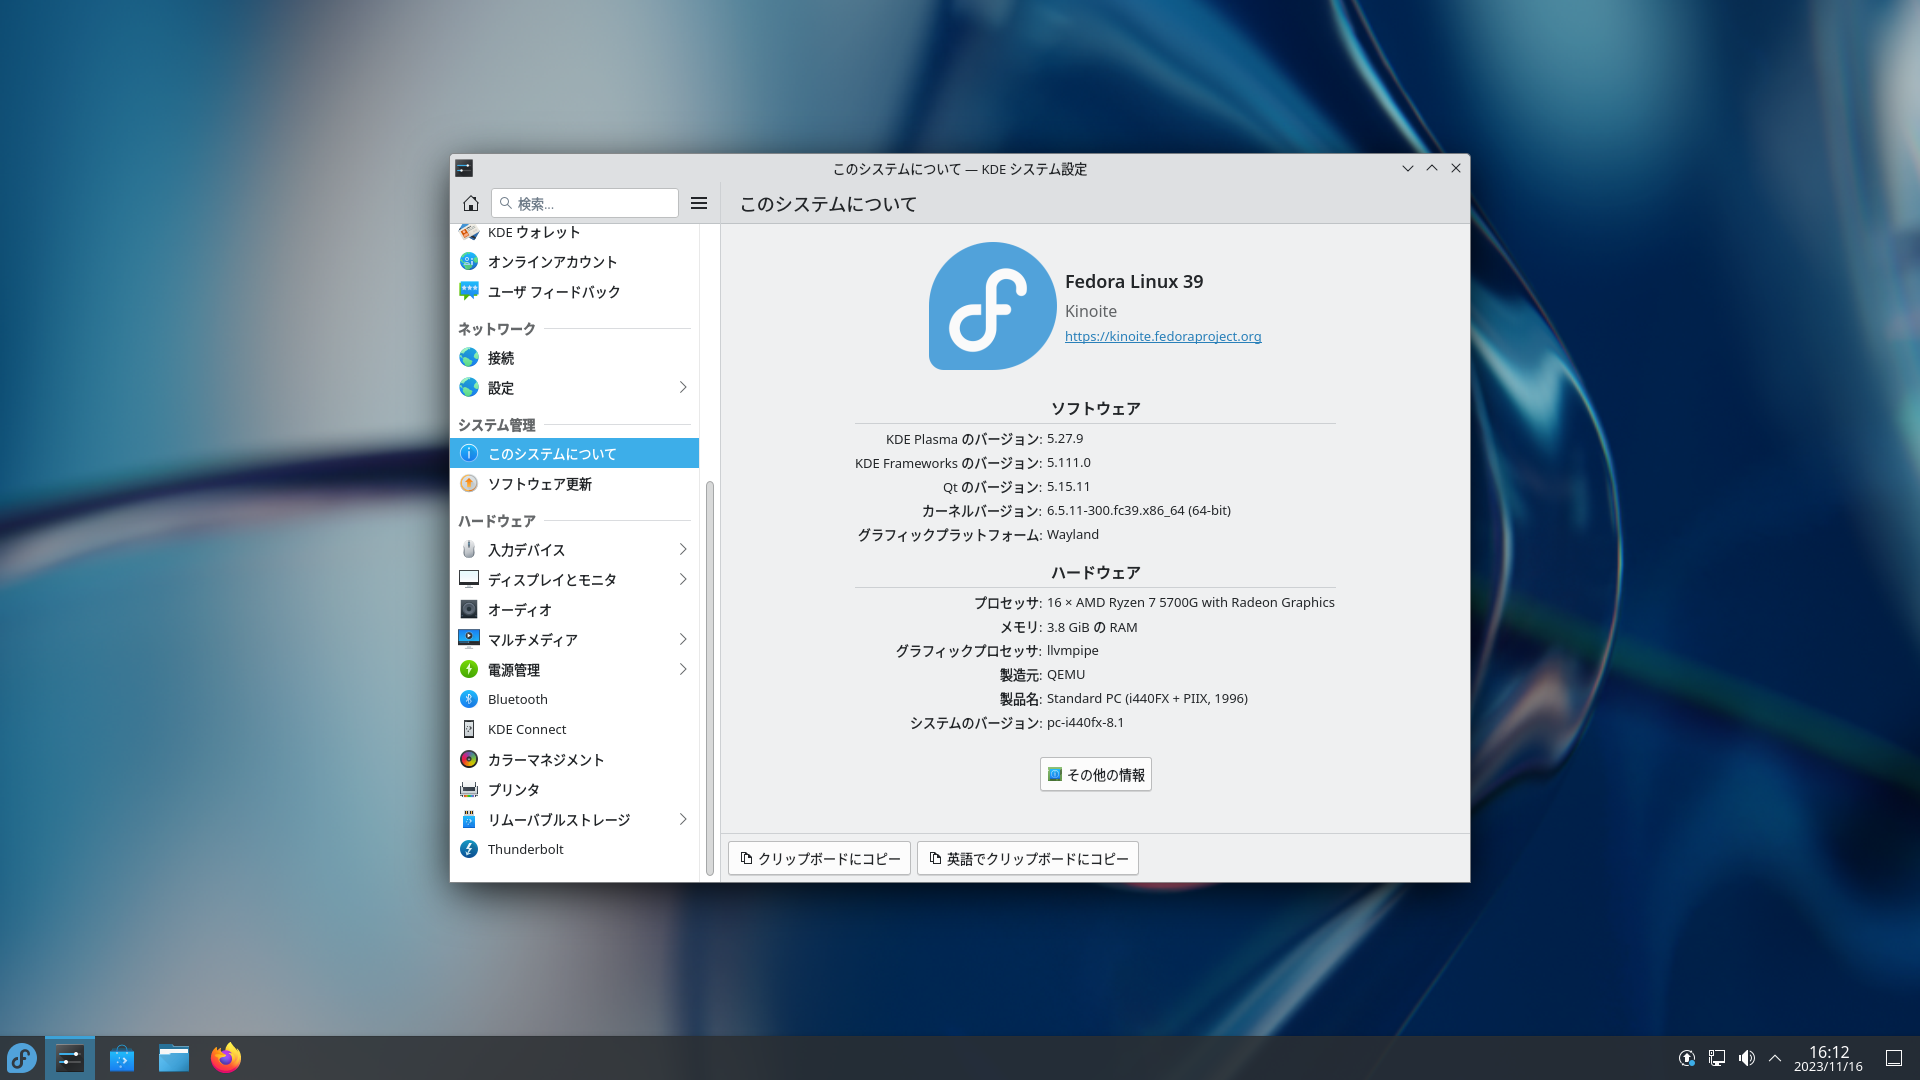 このシステムについて — KDE システム設定
検索...
このシステムについて
KDE ウォレット
オンラインアカウント
ユーザ フィードバック
ネットワーク
接続
設定
システム管理
このシステムについて
ソフトウェア更新
ハードウェア
入力デバイス
ディスプレイとモニタ
オーディオ
マルチメディア
電源管理
Bluetooth
KDE Connect
カラーマネジメント
プリンタ
リムーバブルストレージ
Thunderbolt
Fedora Linux 39
Kinoite
https://kinoite.fedoraproject.org
ソフトウェア
KDE Plasma のバージョン: 5.27.9
KDE Frameworks のバージョン: 5.111.0
Qt のバージョン: 5.15.11
カーネルバージョン: 6.5.11-300.fc39.x86_64 (64-bit)
グラフィックプラットフォーム: Wayland
ハードウェア
プロセッサ: 16 × AMD Ryzen 7 5700G with Radeon Graphics
メモリ: 3.8 GiB の RAM
グラフィックプロセッサ: llvmpipe
製造元: QEMU
製品名: Standard PC (i440FX + PIIX, 1996)
システムのバージョン: pc-i440fx-8.1
その他の情報
クリップボードにコピー
英語でクリップボードにコピー
16:12
2023/11/16